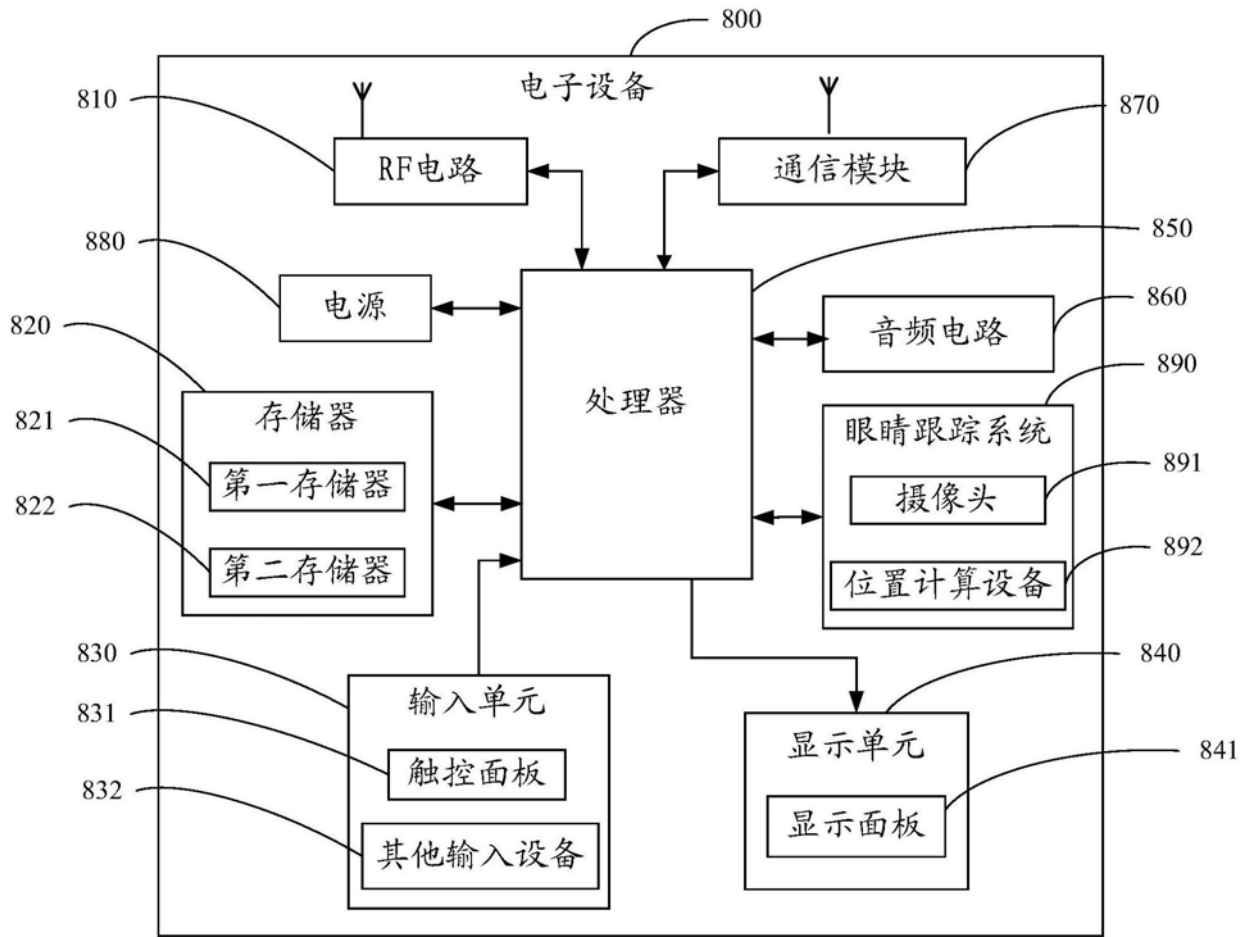 800
电子设备
810
RF电路
通信模块
870
880
电源
850
处理器
音频电路
860
820
存储器
821
第一存储器
822
第二存储器
890
眼睛跟踪系统
891
摄像头
892
位置计算设备
830
输入单元
831
触控面板
832
其他输入设备
840
显示单元
841
显示面板